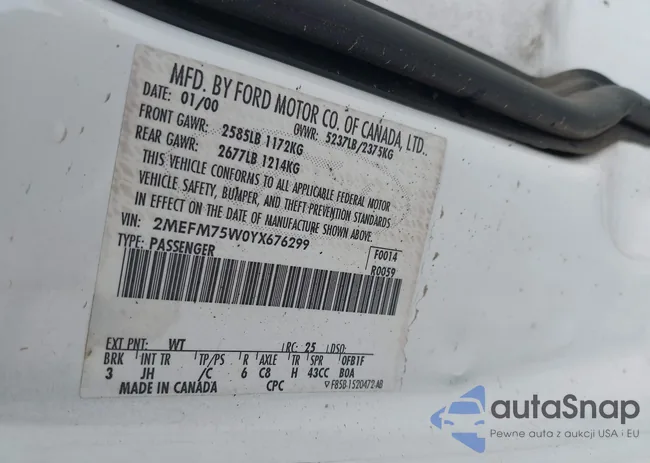 MFD. BY FORD MOTOR CO. OF CANADA, LTD..
DATE: 01/00 GVWR: 5237LB/2375KG
FRONT GAWR: 2585LB 1172KG
REAR GAWR: 2677LB 1214KG
THIS VEHICLE CONFORMS TO ALL APPLICABLE FEDERAL MOTOR
VEHICLE SAFETY, BUMPER, AND THEFT PREVENTION STANDARDS
IN EFFECT ON THE DATE OF MANUFACTURE SHOWN ABOVE.
VIN: 2MEFM75W0YX676299
TYPE: PASSENGER
F0014
R0059
EXT PNT: WT RC: 25 DSO:
BRK INT TR TP/PS R AXLE TR SPR OFB1F
3 JH /C 6 C8 H 43CC B0A
MADE IN CANADA CPC F85B-1520472-AB
autoSnap
Pewne auta z aukcji USA i EU